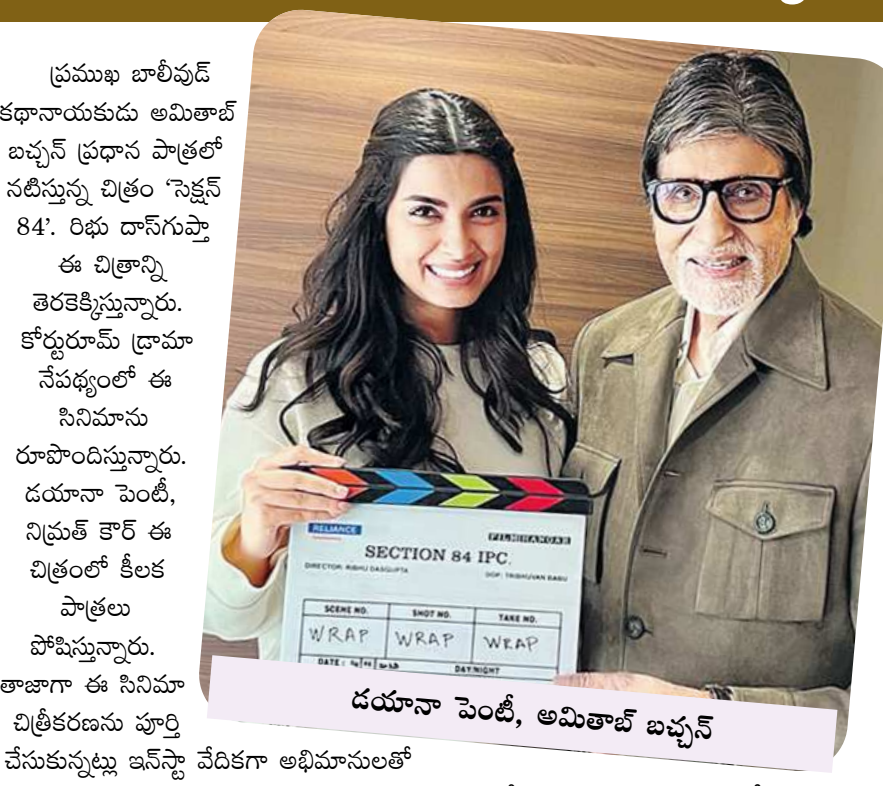 ప్రముఖ బాలీవుడ్
కథానాయకుడు అమితాబ్
బచ్చన్ ప్రధాన పాత్రలో
నటిస్తున్న చిత్రం ‘సెక్షన్
84’. రిభు దాస్‌గుప్తా
ఈ చిత్రాన్ని
తెరకెక్కిస్తున్నారు.
కోర్టురూమ్ డ్రామా
నేపథ్యంలో ఈ
సినిమాను
రూపొందిస్తున్నారు.
డయానా పెంటీ,
నిమ్రత్ కౌర్ ఈ
చిత్రంలో కీలక
పాత్రలు
పోషిస్తున్నారు.
తాజాగా ఈ సినిమా
చిత్రీకరణను పూర్తి
చేసుకున్నట్లు ఇన్‌స్టా వేదికగా అభిమానులతో
RELIANCE FILMHANGAR
SECTION 84 IPC.
DIRECTOR: RIBHU DASGUPTA DOP: TRIBHUVAN BABU
SCENE NO. SHOT NO. TAKE NO.
WRAP WRAP WRAP
DATE: DAY/NIGHT
డయానా పెంటీ, అమితాబ్ బచ్చన్